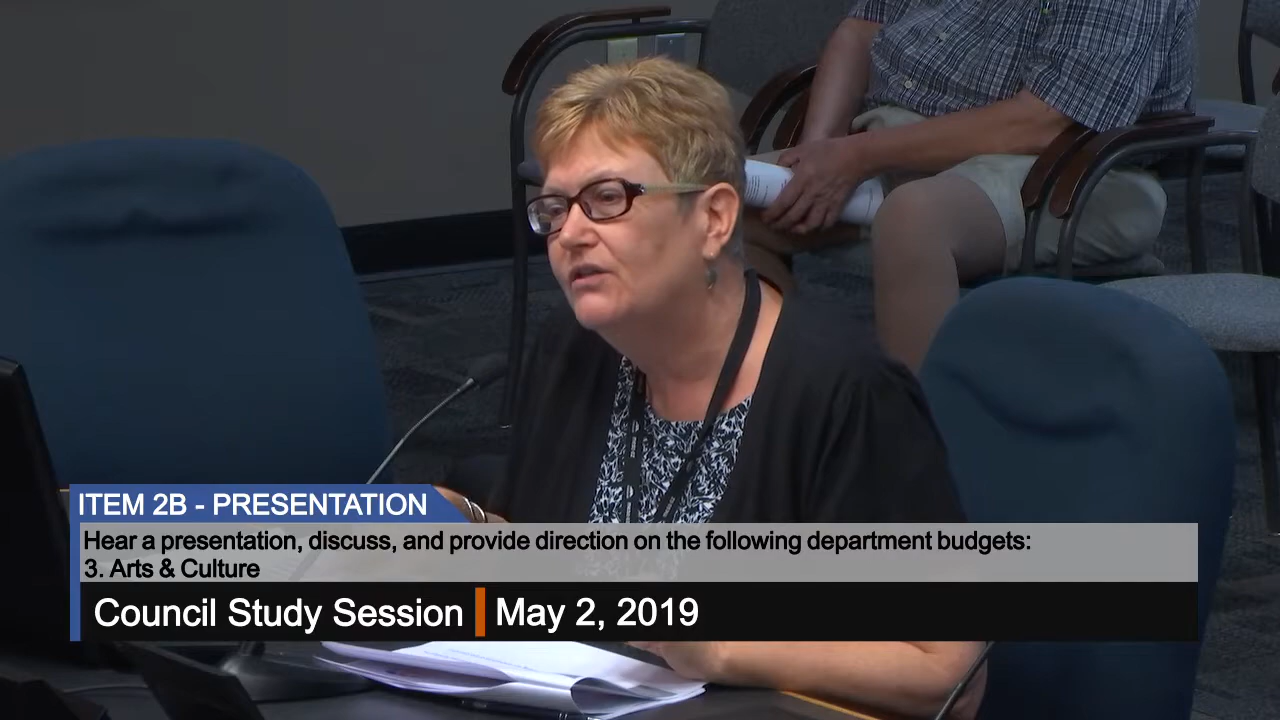 ITEM 2B - PRESENTATION
Hear a presentation, discuss, and provide direction on the following department budgets:
3. Arts & Culture
Council Study Session
May 2, 2019